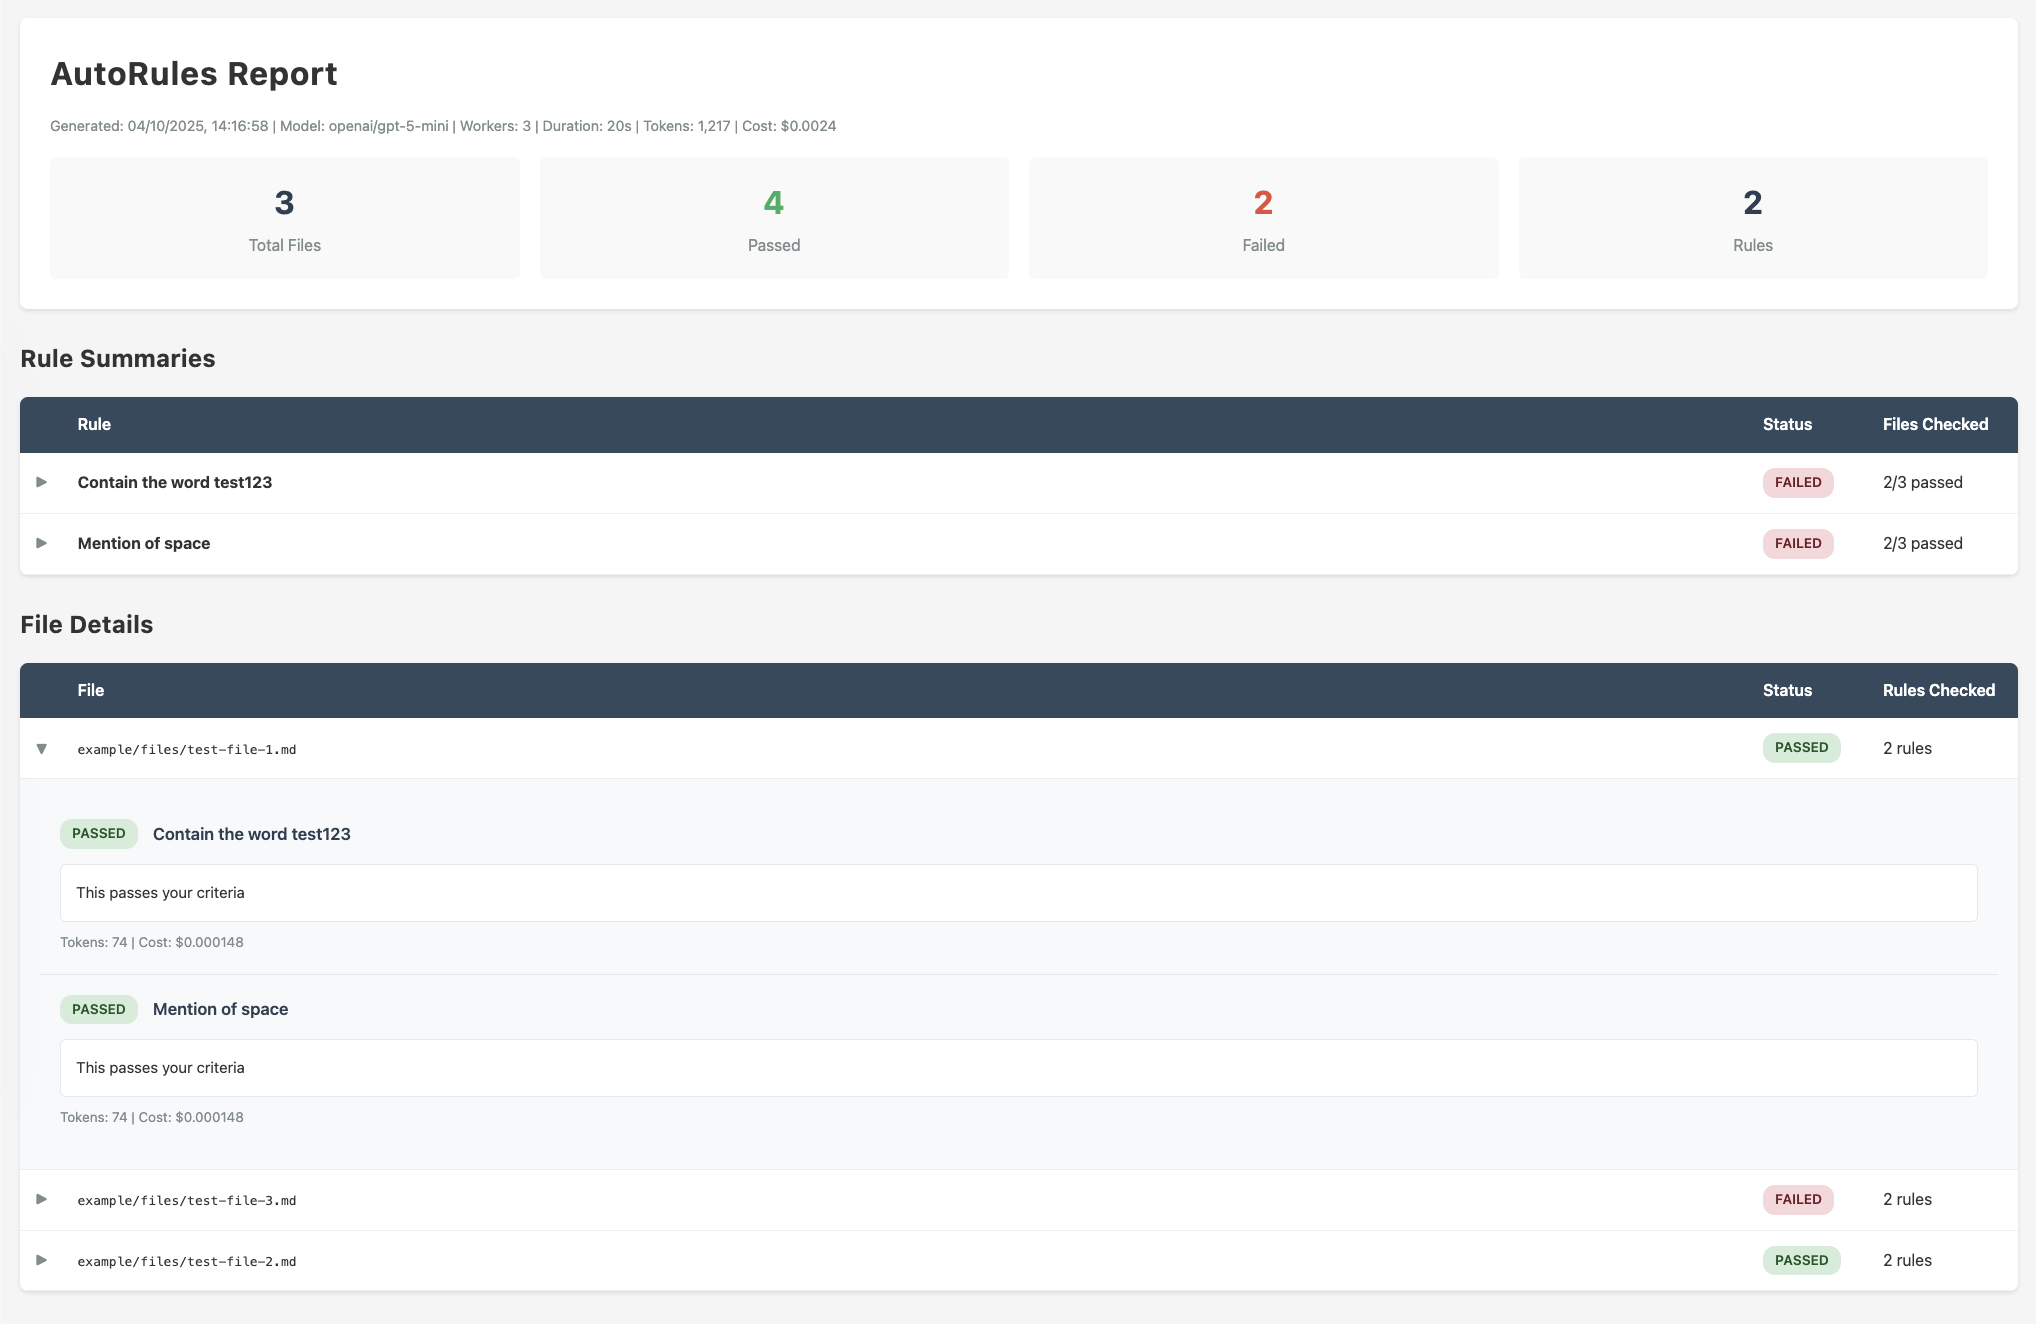 AutoRules Report
Generated: 04/10/2025, 14:16:58 | Model: openai/gpt-5-mini | Workers: 3 | Duration: 20s | Tokens: 1,217 | Cost: $0.0024
3 4 2 2
Total Files Passed Failed Rules
Rule Summaries
Rule Status Files Checked
Contain the word test123 FAILED 2/3 passed
Mention of space FAILED 2/3 passed
File Details
File Status Rules Checked
example/files/test-file-1.md PASSED 2 rules
PASSED Contain the word test123
This passes your criteria
Tokens: 74 | Cost: $0.000148
PASSED Mention of space
This passes your criteria
Tokens: 74 | Cost: $0.000148
example/files/test-file-3.md FAILED 2 rules
example/files/test-file-2.md PASSED 2 rules